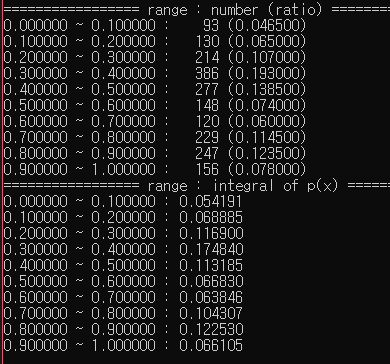 ================= range : number (ratio) ======
0.000000 ~ 0.100000 :    93 (0.046500)
0.100000 ~ 0.200000 :   130 (0.065000)
0.200000 ~ 0.300000 :   214 (0.107000)
0.300000 ~ 0.400000 :   386 (0.193000)
0.400000 ~ 0.500000 :   277 (0.138500)
0.500000 ~ 0.600000 :   148 (0.074000)
0.600000 ~ 0.700000 :   120 (0.060000)
0.700000 ~ 0.800000 :   229 (0.114500)
0.800000 ~ 0.900000 :   247 (0.123500)
0.900000 ~ 1.000000 :   156 (0.078000)
================= range : integral of p(x) =====
0.000000 ~ 0.100000 : 0.054191
0.100000 ~ 0.200000 : 0.068885
0.200000 ~ 0.300000 : 0.116900
0.300000 ~ 0.400000 : 0.174840
0.400000 ~ 0.500000 : 0.113185
0.500000 ~ 0.600000 : 0.066830
0.600000 ~ 0.700000 : 0.063846
0.700000 ~ 0.800000 : 0.104307
0.800000 ~ 0.900000 : 0.122530
0.900000 ~ 1.000000 : 0.066105